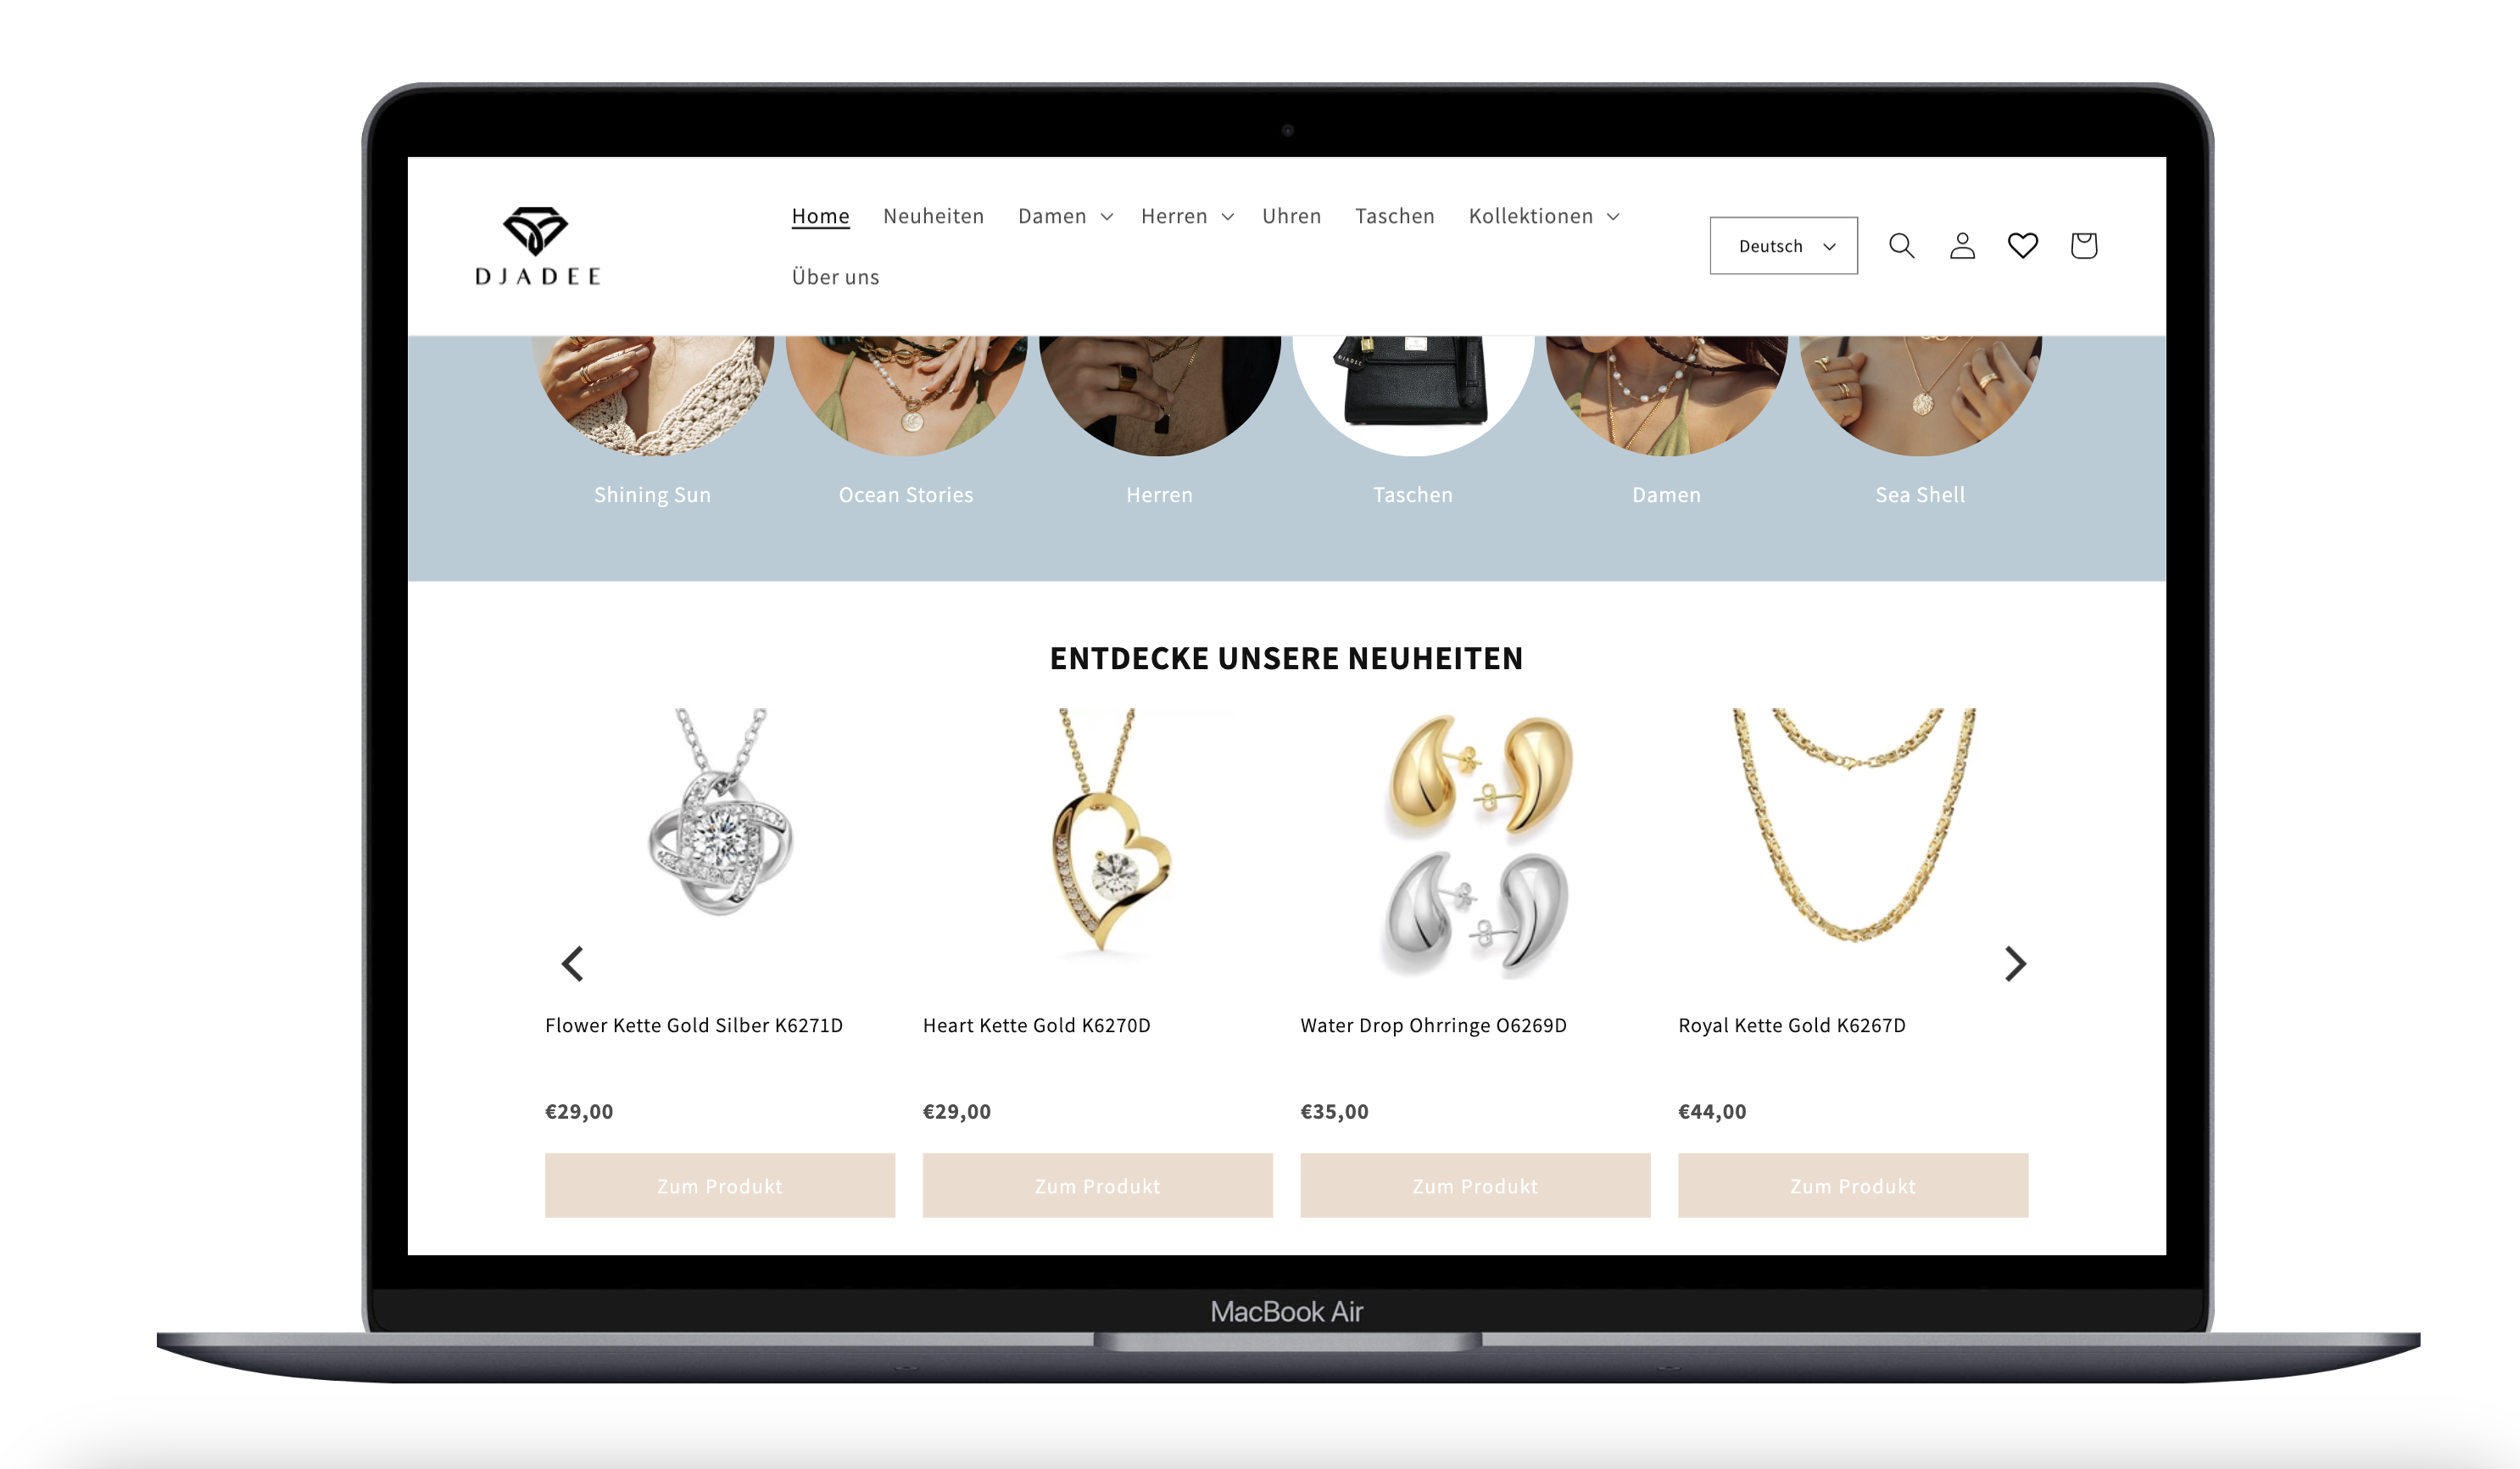 DJADEE
Home Neuheiten Damen Herren Uhren Taschen Kollektionen
Über uns
Deutsch
DJADEE
Shining Sun Ocean Stories Herren Taschen Damen Sea Shell
ENTDECKE UNSERE NEUHEITEN
Flower Kette Gold Silber K6271D Heart Kette Gold K6270D Water Drop Ohrringe O6269D Royal Kette Gold K6267D
€29,00 €29,00 €35,00 €44,00
Zum Produkt Zum Produkt Zum Produkt Zum Produkt
MacBook Air